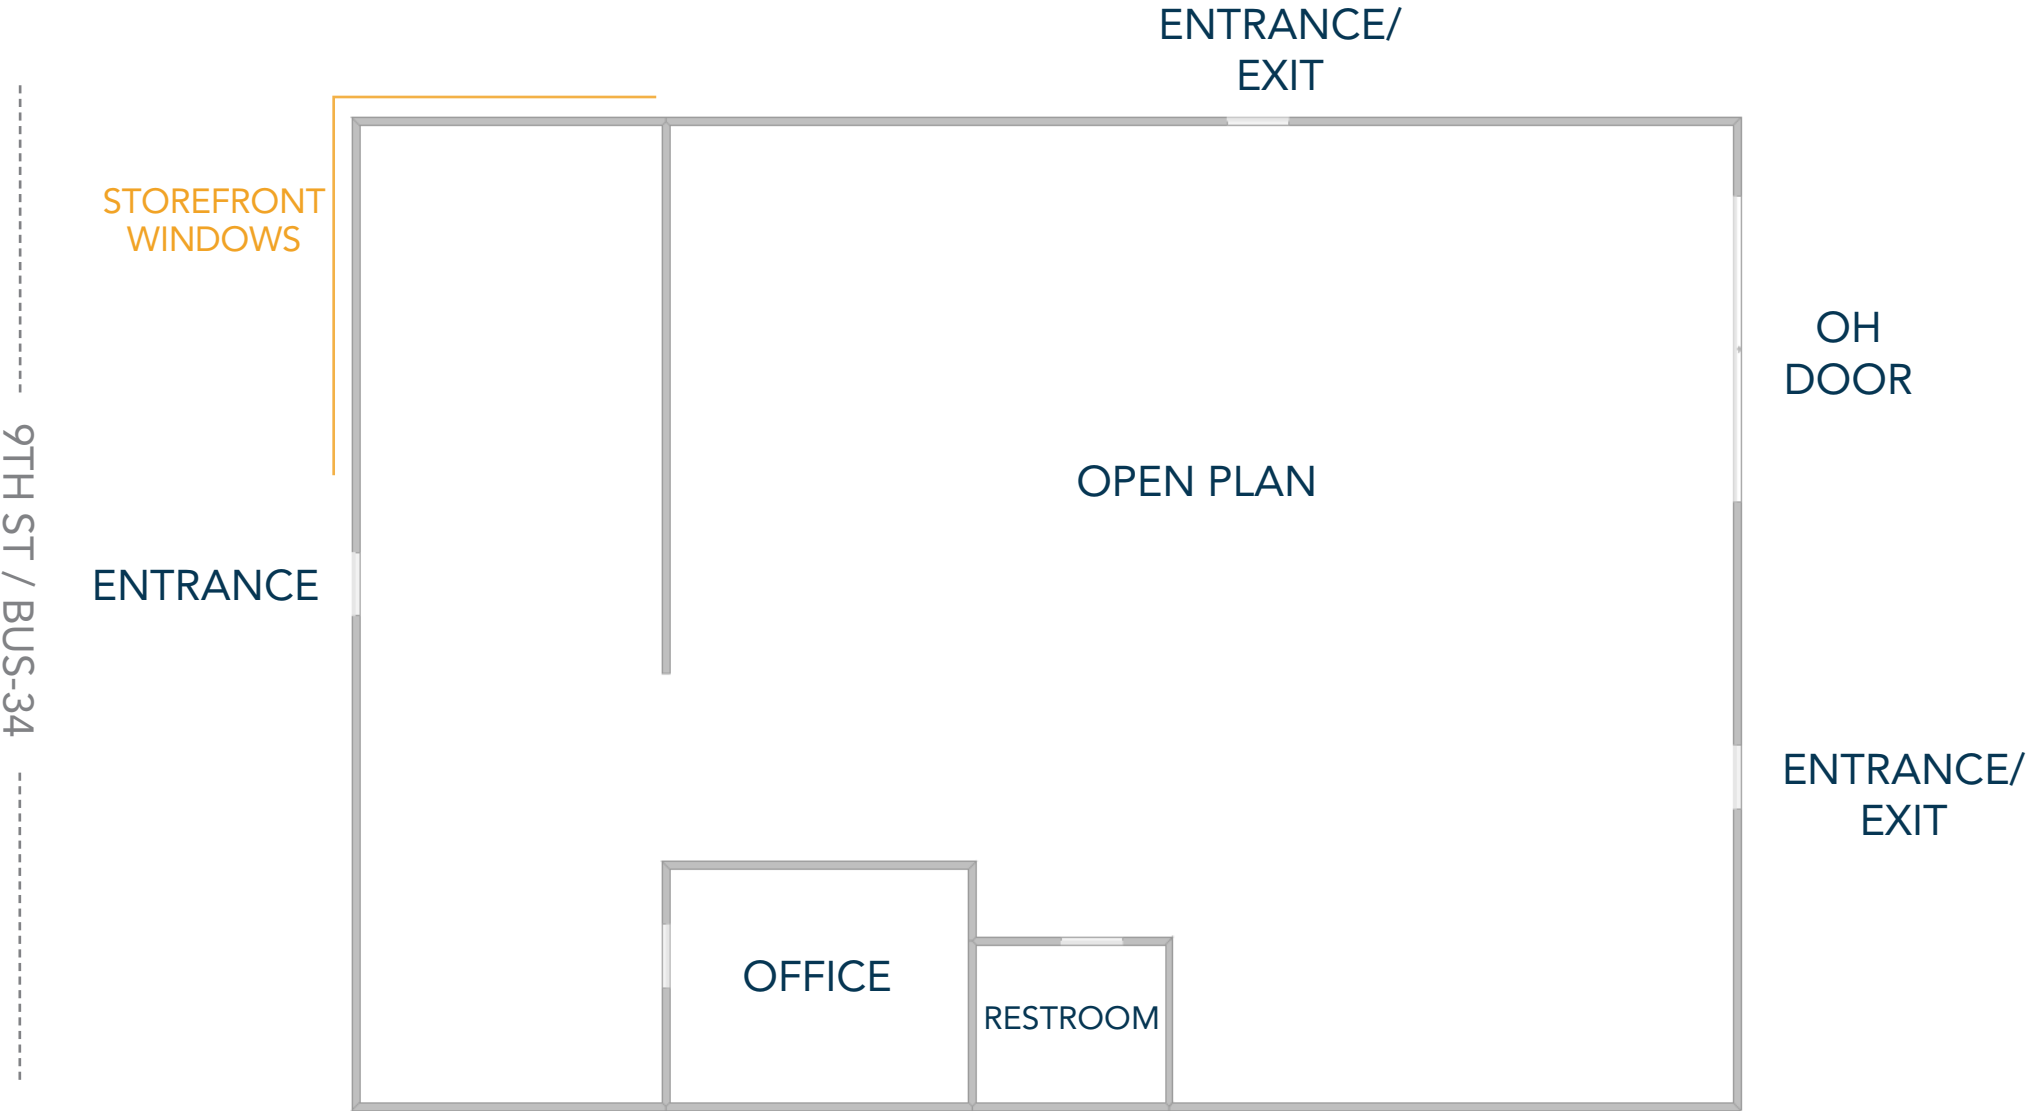 ENTRANCE/
EXIT
STOREFRONT
WINDOWS
OH
DOOR
9TH ST / BUS-34
OPEN PLAN
ENTRANCE
ENTRANCE/
EXIT
OFFICE
RESTROOM